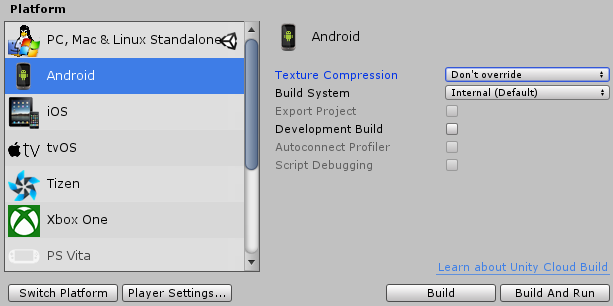 Platform
PC, Mac & Linux Standalone
Android
iOS
tv tvOS
Tizen
Xbox One
PS Vita
Switch Platform
Player Settings...
Android
Texture Compression Don't override
Build System Internal (Default)
Export Project
Development Build
Autoconnect Profiler
Script Debugging
Learn about Unity Cloud Build
Build
Build And Run